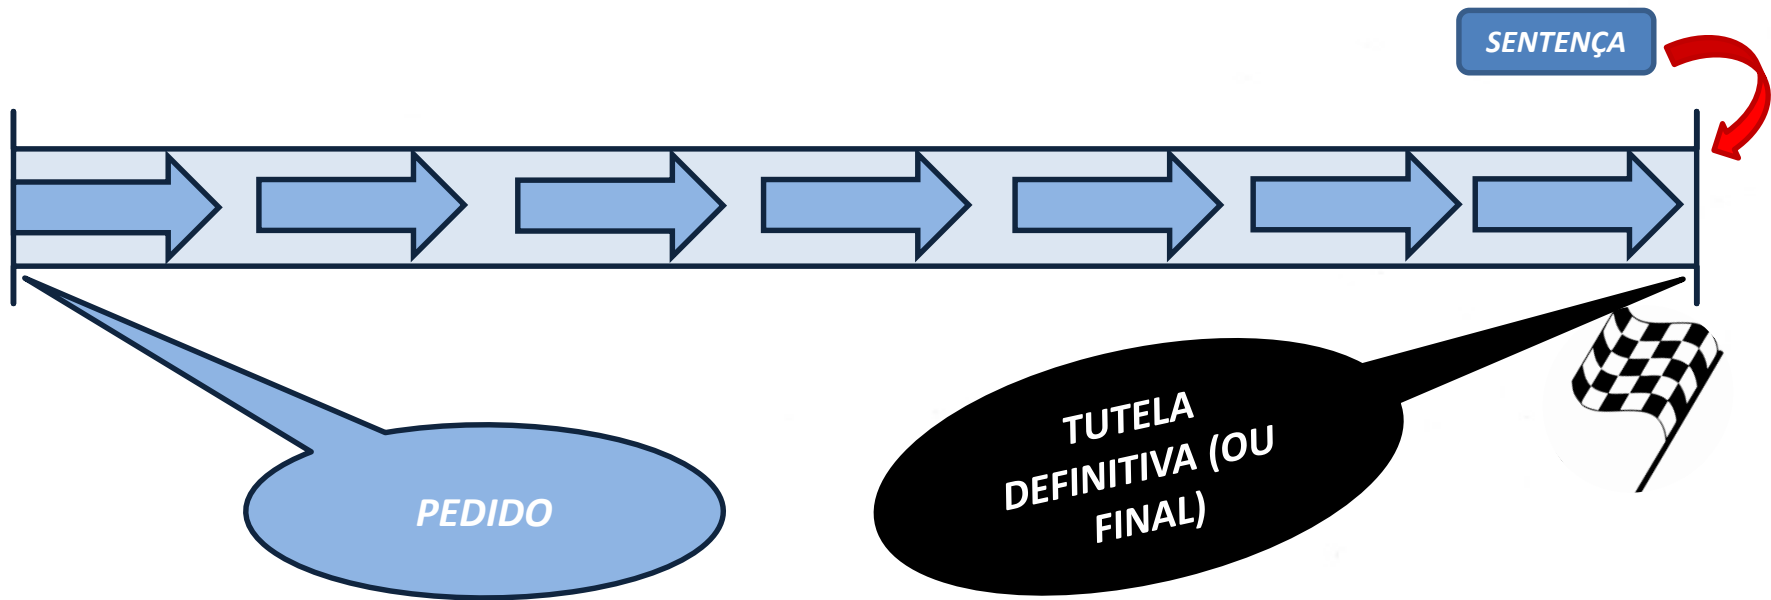 SENTENÇA
TUTELA
DEFINITIVA (OU
FINAL)
PEDIDO